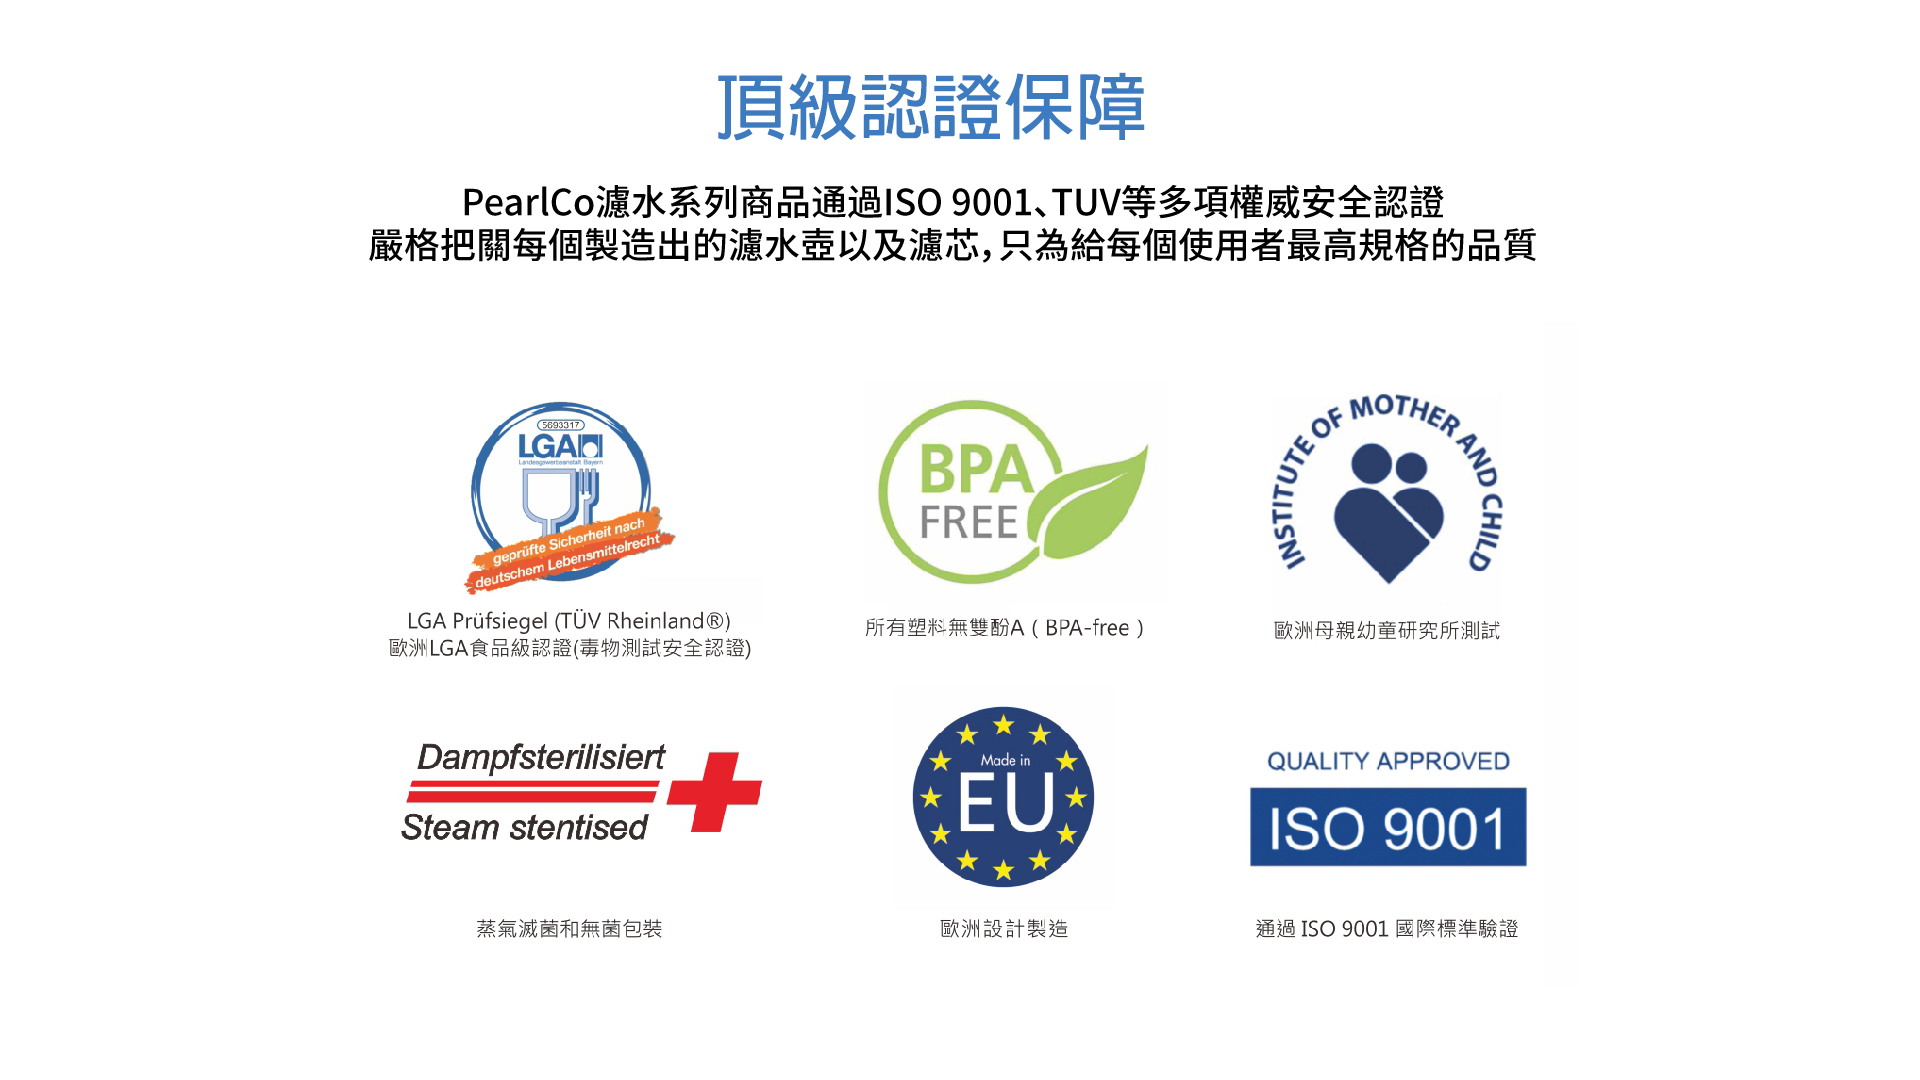 頂級認證保障
PearlCo濾水系列商品通過ISO 9001、TUV等多項權威安全認證
嚴格把關每個製造出的濾水壺以及濾芯，只為給每個使用者最高規格的品質
5693317
LGA
Landesgewerbeanstalt Bayern
geprüfte Sicherheit nach
deutschem Lebensmittelrecht
LGA Prüfsiegel (TÜV Rheinland®)
歐洲LGA食品級認證(毒物測試安全認證)
BPA
FREE
所有塑料無雙酚A ( BPA-free )
INSTITUTE OF MOTHER AND CHILD
歐洲母親幼童研究所測試
Dampfsterilisiert
Steam stentised
蒸氣滅菌和無菌包裝
Made in
EU
歐洲設計製造
QUALITY APPROVED
ISO 9001
通過 ISO 9001 國際標準驗證